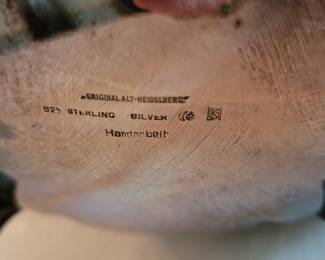 "ORIGINAL ALT-HEIDELBERG"
925 STERLING SILVER
Handarbeit